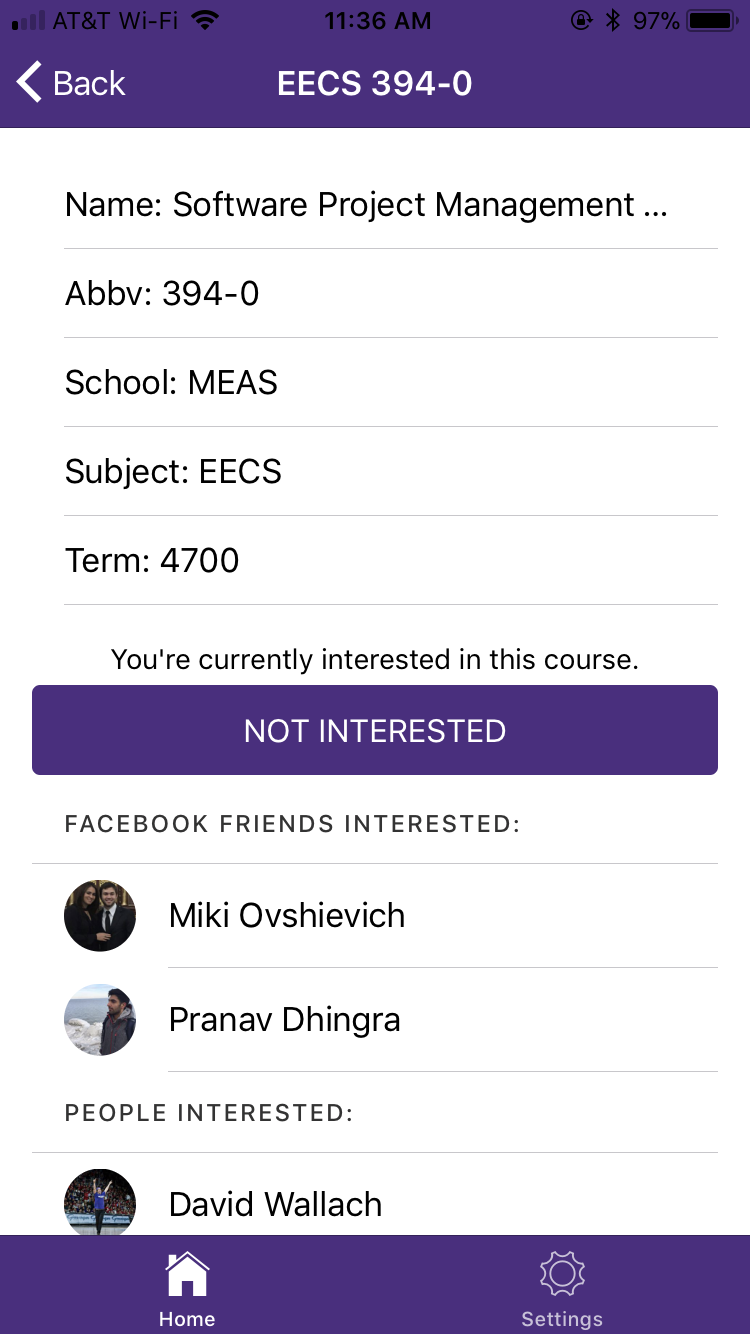 AT&T Wi-Fi 11:36 AM 97%
Back EECS 394-0
Name: Software Project Management ...
Abbv: 394-0
School: MEAS
Subject: EECS
Term: 4700
You're currently interested in this course.
NOT INTERESTED
FACEBOOK FRIENDS INTERESTED:
Miki Ovshievich
Pranav Dhingra
PEOPLE INTERESTED:
David Wallach
Home Settings